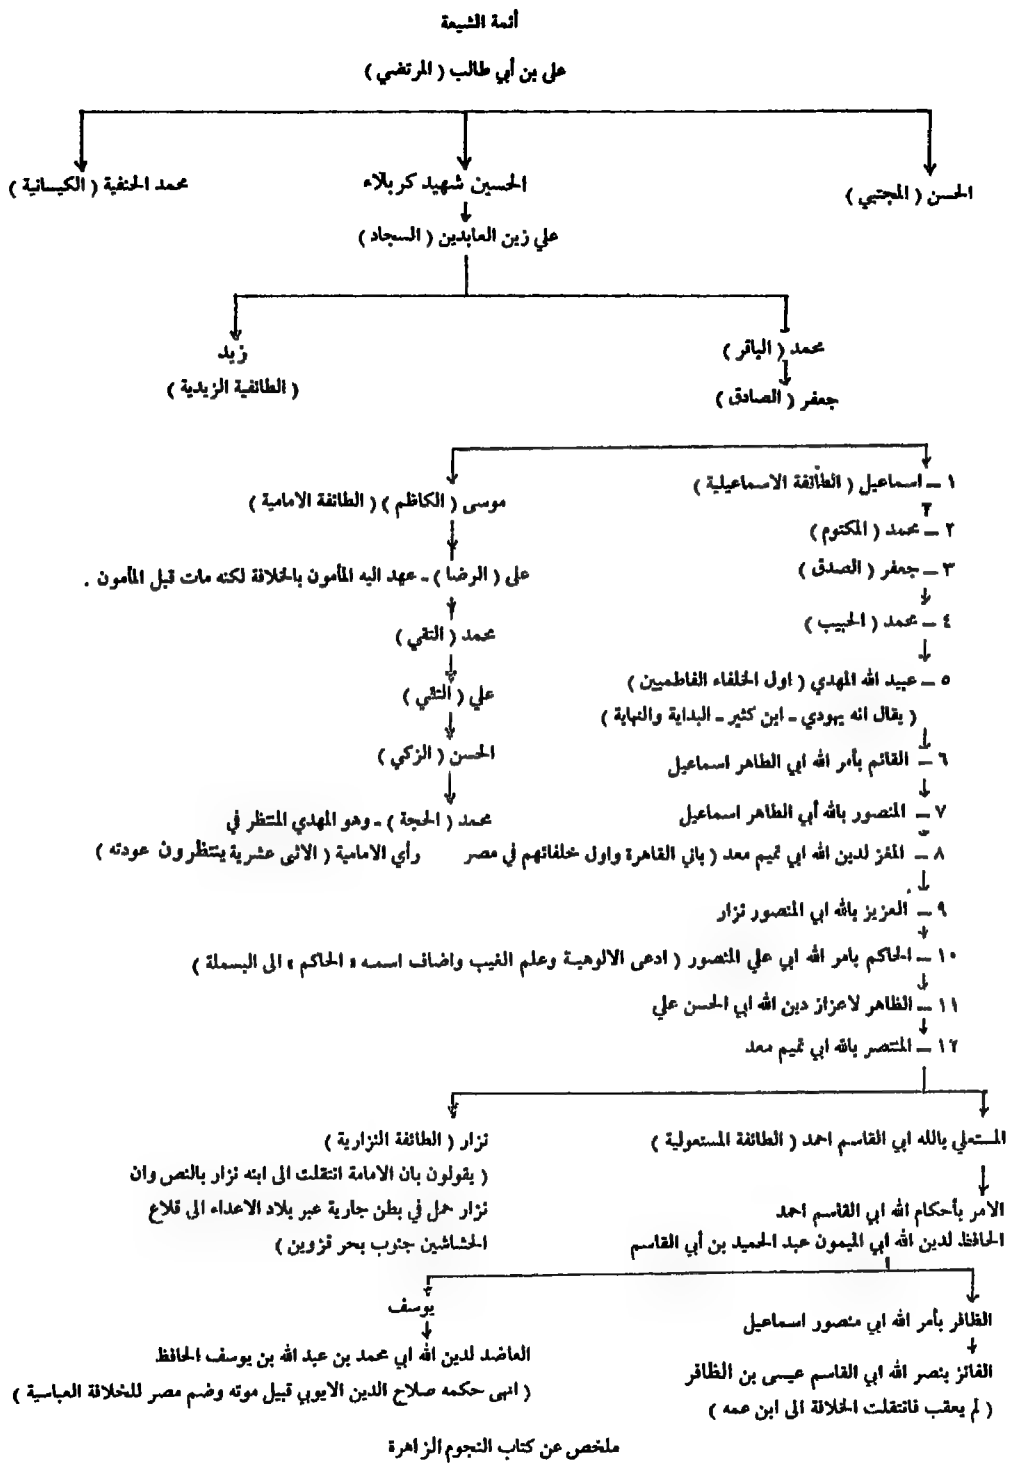 أئمة الشيعة
على بن أبي طالب ( المرتضي )
الحسن ( المجتبي )
الحسين شهيد كربلاء
محمد الحنفية ( الكيسانية )
علي زين العابدين ( السجاد )
محمد ( الباقر )
زيد
جعفر ( الصادق )
( الطائفية الزيدية )
١ – اسماعيل ( الطائفة الاسماعيلية )
موسى ( الكاظم ) ( الطائفة الامامية )
٢ – محمد ( المكتوم )
٣ – جعفر ( الصدق )
على ( الرضا ) – عهد اليه المأمون بالخلافة لكنه مات قبل المأمون .
٤ – محمد ( الحبيب )
محمد ( التقي )
٥ – عبيد الله المهدي ( اول الخلفاء الفاطميين )
علي ( التقي )
( يقال انه يهودي – ابن كثير – البداية والنهاية )
٦ – القائم بأمر الله ابي الطاهر اسماعيل
الحسن ( الزكي )
٧ – المنصور بالله أبي الطاهر اسماعيل
محمد ( الحجة ) – وهو المهدي المنتظر في
٨ – المغز لدين الله ابي تميم معد ( باني القاهرة واول خلفائهم في مصر
رأي الامامية ( الاثى عشرية ينتظرون عودته )
٩ – العزيز بالله ابي المنصور نزار
١٠ – الحاكم بامر الله ابي علي المنصور ( ادعى الالوهية وعلم الغيب واضاف اسمه « الحاكم » الى البسملة )
١١ – الظاهر لاعزاز دين الله ابي الحسن علي
١٢ – المنتصر بالله ابي تميم معد
المستعلي بالله ابي القاسم احمد ( الطائفة المستعولية )
نزار ( الطائفة النزارية )
( يقولون بان الامامة انتقلت الى ابنه نزار بالنص وان
الامر بأحكام الله ابي القاسم احمد
نزار حمل في بطن جارية عبر بلاد الاعداء الى قلاع
الحافظ لدين الله ابي الميمون عبد الحميد بن أبي القاسم
الحشاشين جنوب بحر قزوين )
الظافر بأمر الله ابي منصور اسماعيل
يوسف
الفائز بنصر الله ابي القاسم عيسى بن الظافر
العاضد لدين الله ابي محمد بن عبد الله بن يوسف الحافظ
( لم يعقب فانتقلت الخلافة الى ابن عمه )
( انهى حكمه صلاح الدين الايوبي قبيل موته وضم مصر للخلافة العباسية )
ملخص عن كتاب النجوم الزاهرة